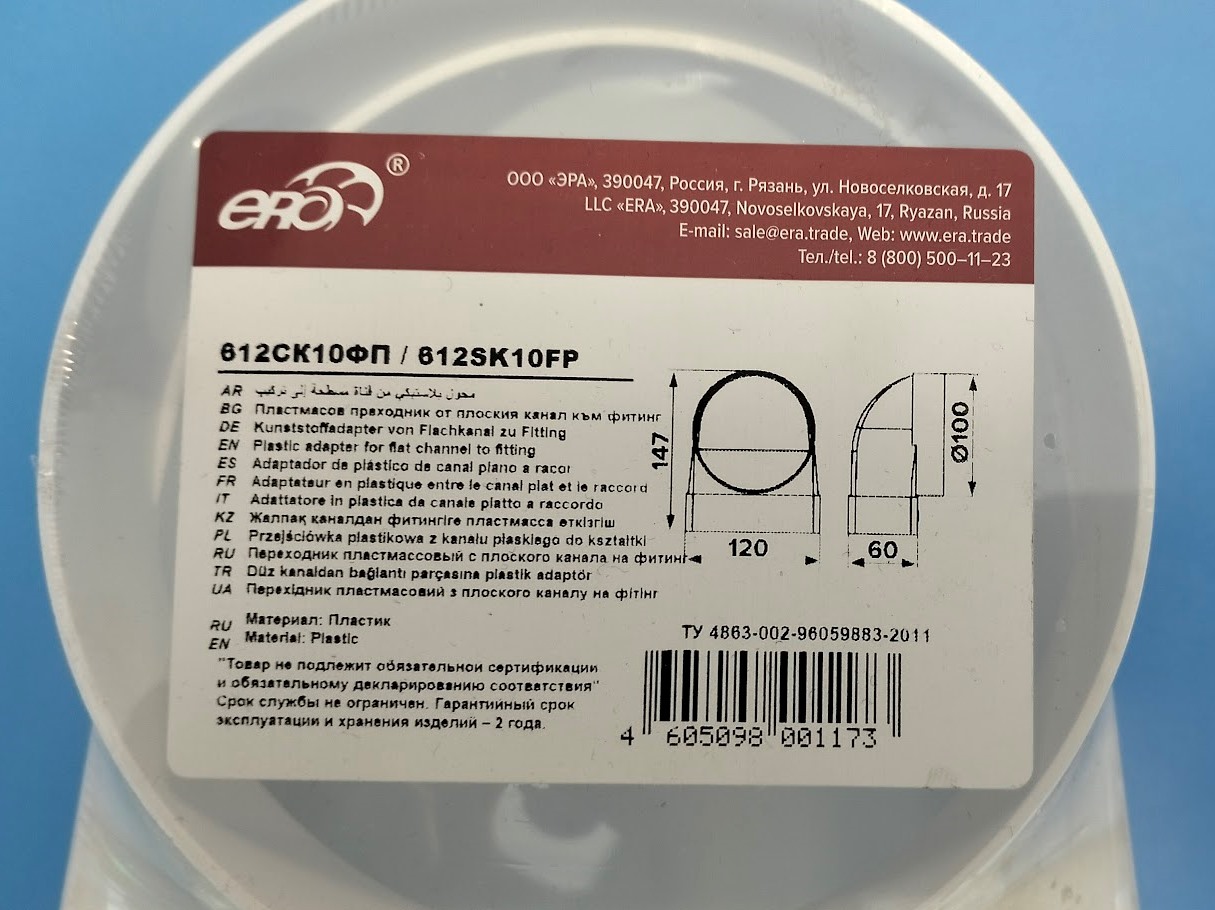 ERA ®
ООО «ЭРА», 390047, Россия, г. Рязань, ул. Новоселковская, д. 17
LLC «ERA», 390047, Novoselkovskaya, 17, Ryazan, Russia
E-mail: sale@era.trade, Web: www.era.trade
Тел./tel.: 8 (800) 500–11–23
612СК10ФП / 612SK10FP
AR محول بلاستيكي من قناة مسطحة إلى تركيب
BG Пластмасов преходник от плоския канал към фитинг
DE Kunststoffadapter von Flachkanal zu Fitting
EN Plastic adapter for flat channel to fitting
ES Adaptador de plástico de canal plano a racor
FR Adaptateur en plastique entre le canal plat et le raccord
IT Adattatore in plastica da canale piatto a raccordo
KZ Жалпақ каналдан фитингіге пластмасса өткізгіш
PL Przejściówka plastikowa z kanału płaskiego do kształtki
RU Переходник пластмассовый с плоского канала на фитинг
TR Düz kanaldan bağlantı parçasına plastik adaptör
UA Перехідник пластмасовий з плоского каналу на фітінг
147
120
60
Ø100
RU Материал: Пластик
EN Material: Plastic
"Товар не подлежит обязательной сертификации
и обязательному декларированию соответствия"
Срок службы не ограничен. Гарантийный срок
эксплуатации и хранения изделий – 2 года.
ТУ 4863-002-96059883-2011
4 605098 001173